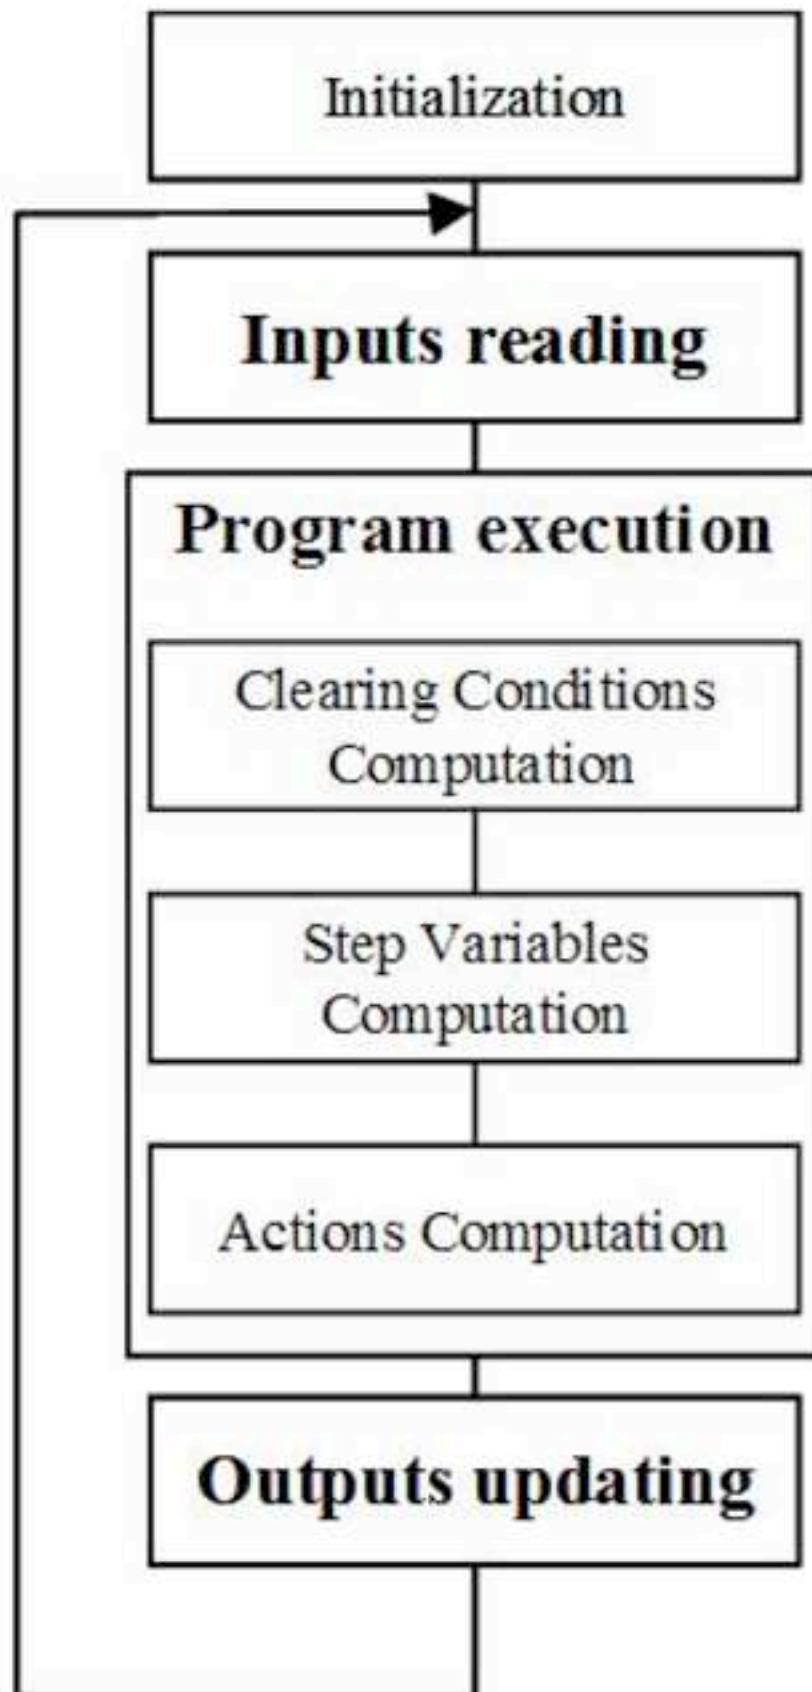 Initialization
Inputs reading
Program execution
Clearing Conditions
Computation
Step Variables
Computation
Actions Computation
Outputs updating